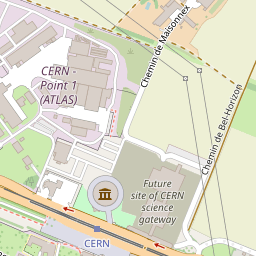 CERN -
Point 1
(ATLAS)
Chemin de Maisonnex
Chemin de Bel-Horizon
Future
site of CERN
science
gateway
CERN